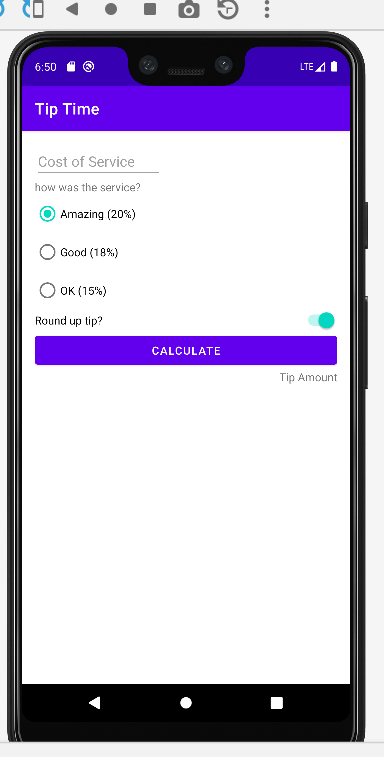 6:50 LTE
Tip Time
Cost of Service
how was the service?
Amazing (20%)
Good (18%)
OK (15%)
Round up tip?
CALCULATE
Tip Amount